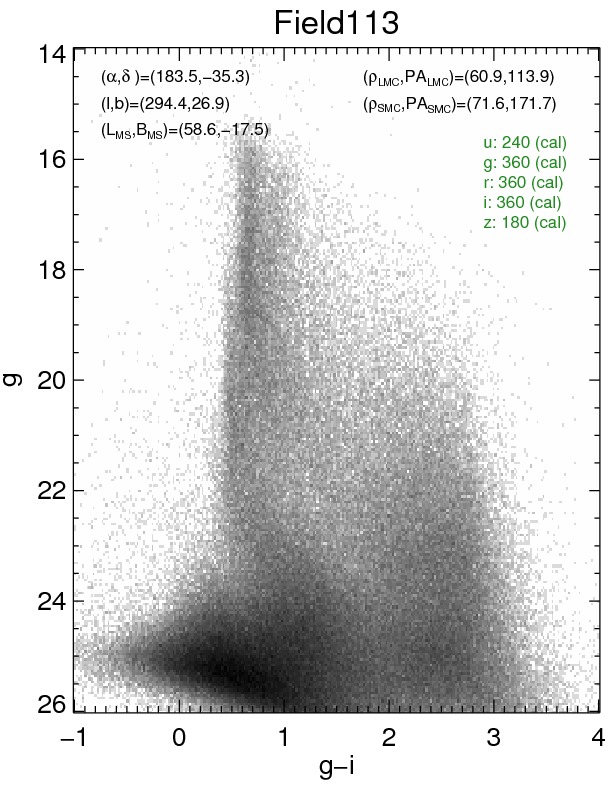 Field113
(α,δ)=(183.5,−35.3)
(ρLMC,PALMC)=(60.9,113.9)
(l,b)=(294.4,26.9)
(ρSMC,PASMC)=(71.6,171.7)
(LMS,BMS)=(58.6,−17.5)
u: 240 (cal)
g: 360 (cal)
r: 360 (cal)
i: 360 (cal)
z: 180 (cal)
14
16
18
20
22
24
26
g
−1 0 1 2 3 4
g−i